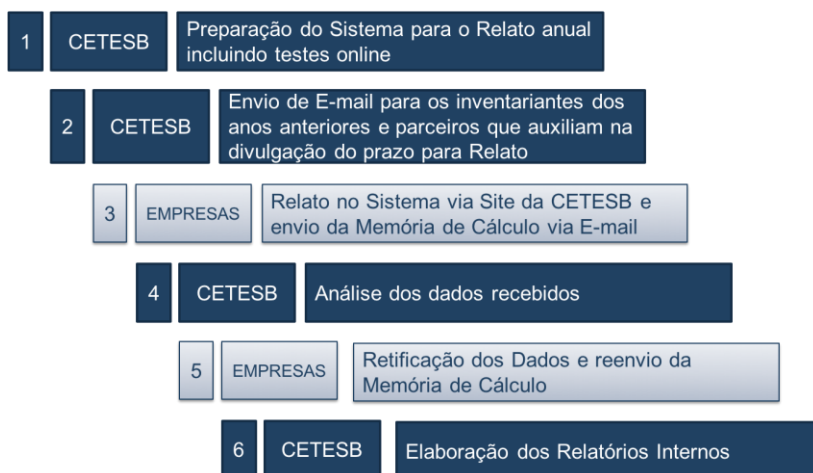 1
CETESB
Preparação do Sistema para o Relato anual
incluindo testes online
2
CETESB
Envio de E-mail para os inventariantes dos
anos anteriores e parceiros que auxiliam na
divulgação do prazo para Relato
3
EMPRESAS
Relato no Sistema via Site da CETESB e
envio da Memória de Cálculo via E-mail
4
CETESB
Análise dos dados recebidos
5
EMPRESAS
Retificação dos Dados e reenvio da
Memória de Cálculo
6
CETESB
Elaboração dos Relatórios Internos